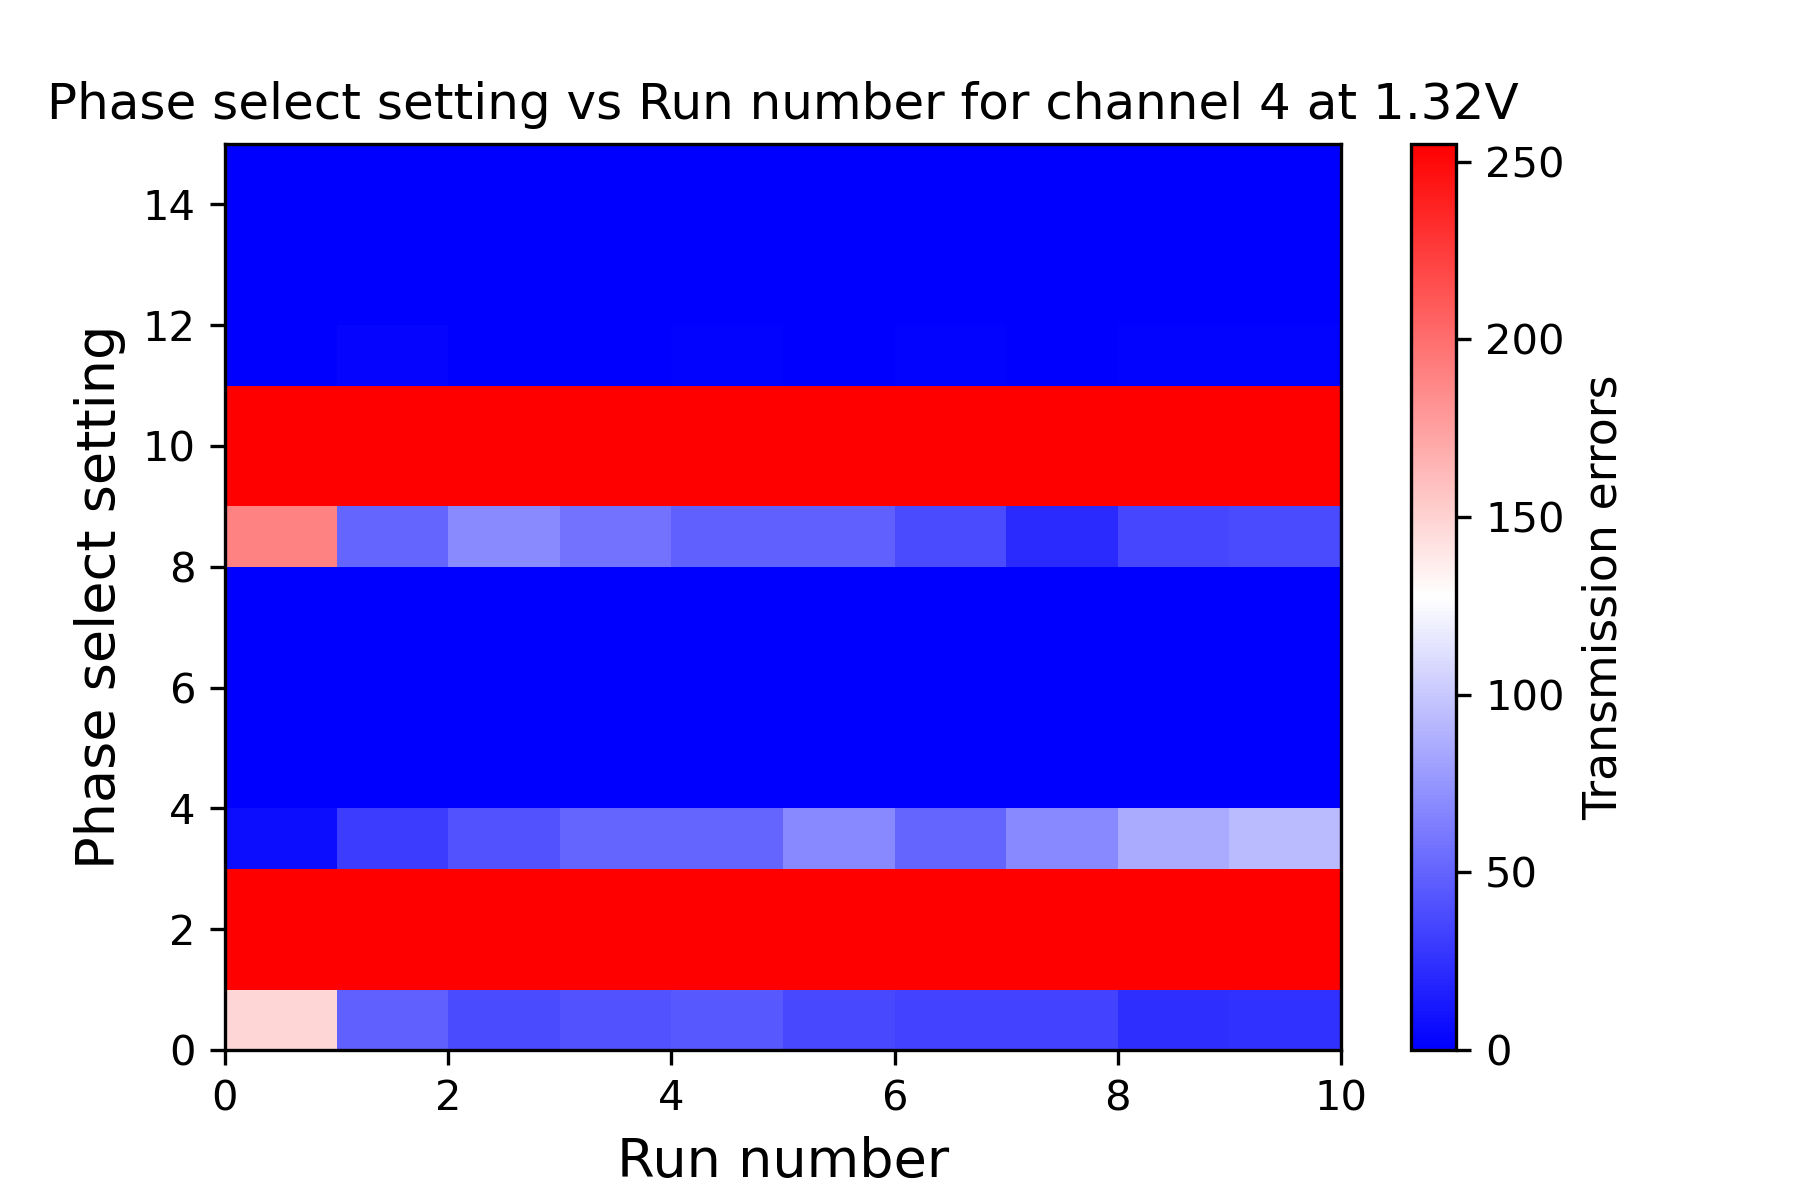 Phase select setting vs Run number for channel 4 at 1.32V
14
12
10
8
6
4
2
0
Phase select setting
0 2 4 6 8 10
Run number
250
200
150
100
50
0
Transmission errors